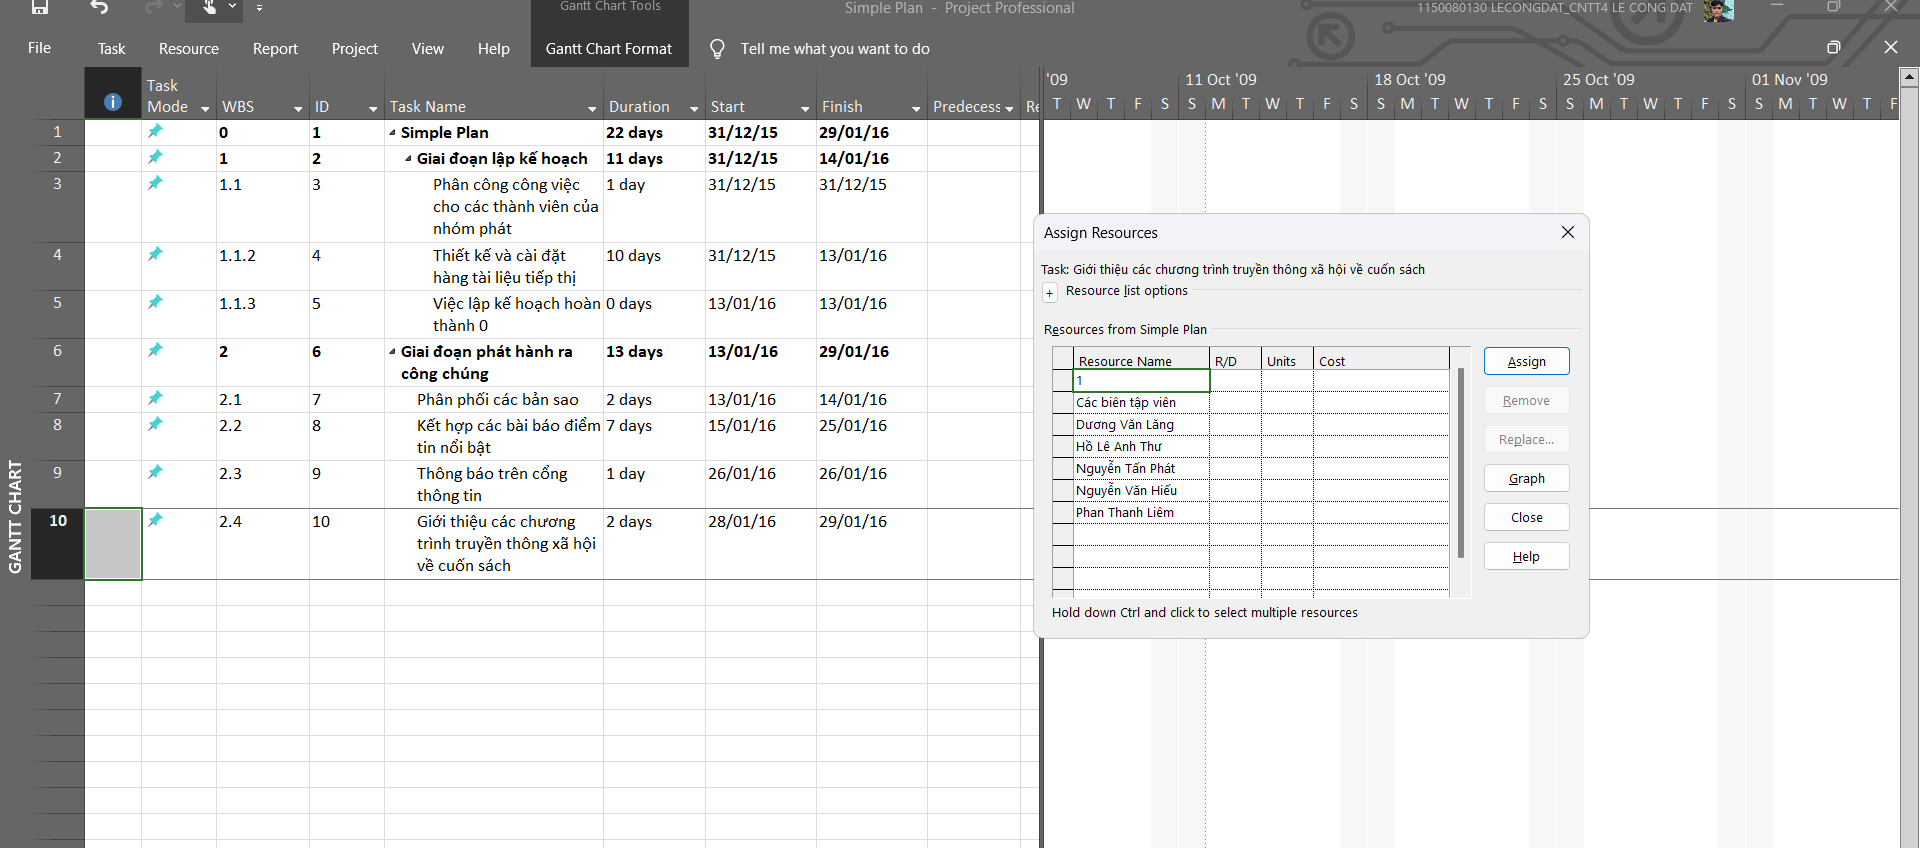 Gantt Chart Tools
Simple Plan - Project Professional
1150080130 LECONGDAT_CNTT4 LE CONG DAT
File Task Resource Report Project View Help Gantt Chart Format Tell me what you want to do
Task
Mode WBS ID Task Name Duration Start Finish Predecess Re
'09 11 Oct '09 18 Oct '09 25 Oct '09 01 Nov '09
T W T F S S M T W T F S S M T W T F S S M T W T F S S M T W T F
GANTT CHART
1 0 1 Simple Plan 22 days 31/12/15 29/01/16
2 1 2 Giai đoạn lập kế hoạch 11 days 31/12/15 14/01/16
3 1.1 3 Phân công công việc 1 day 31/12/15 31/12/15
cho các thành viên của
nhóm phát
4 1.1.2 4 Thiết kế và cài đặt 10 days 31/12/15 13/01/16
hàng tài liệu tiếp thị
5 1.1.3 5 Việc lập kế hoạch hoàn 0 days 13/01/16 13/01/16
thành 0
6 2 6 Giai đoạn phát hành ra 13 days 13/01/16 29/01/16
công chúng
7 2.1 7 Phân phối các bản sao 2 days 13/01/16 14/01/16
8 2.2 8 Kết hợp các bài báo điểm 7 days 15/01/16 25/01/16
tin nổi bật
9 2.3 9 Thông báo trên cổng 1 day 26/01/16 26/01/16
thông tin
10 2.4 10 Giới thiệu các chương 2 days 28/01/16 29/01/16
trình truyền thông xã hội
về cuốn sách
Assign Resources
Task: Giới thiệu các chương trình truyền thông xã hội về cuốn sách
+ Resource list options
Resources from Simple Plan
Resource Name R/D Units Cost
1
Các biên tập viên
Dương Văn Lăng
Hồ Lê Anh Thư
Nguyễn Tấn Phát
Nguyễn Văn Hiếu
Phan Thanh Liêm
Assign
Remove
Replace...
Graph
Close
Help
Hold down Ctrl and click to select multiple resources